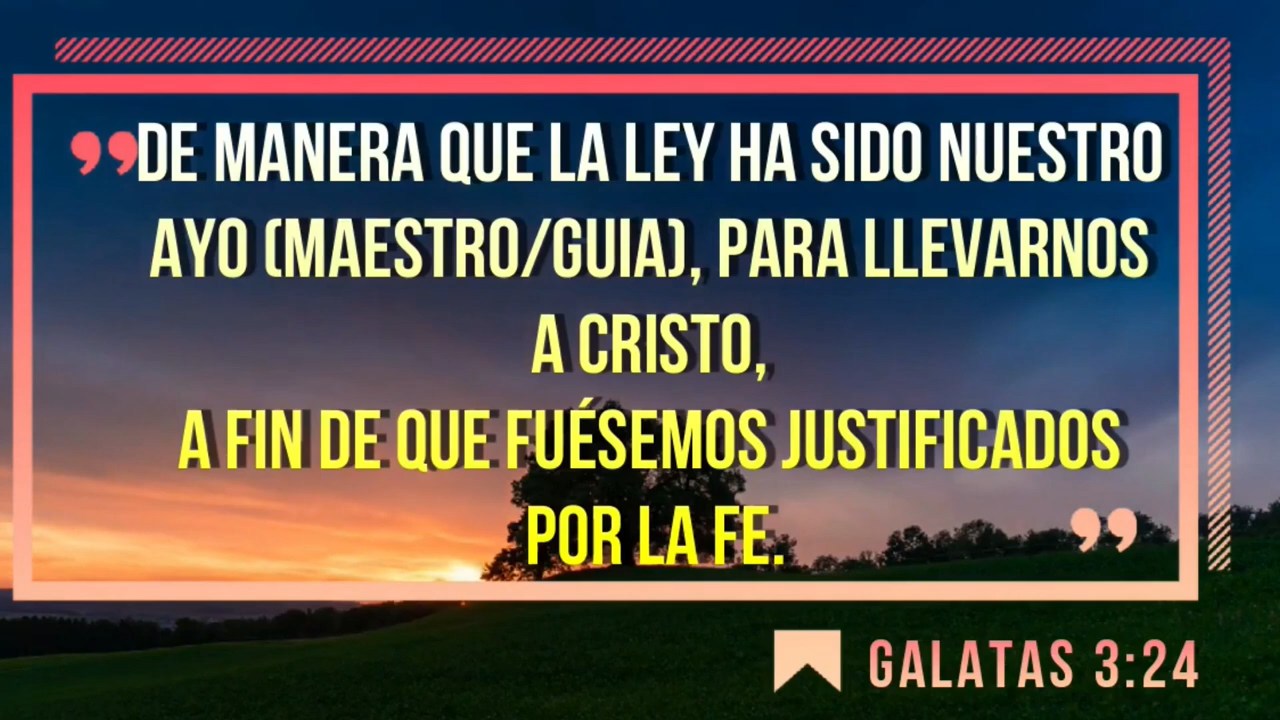 ”DE MANERA QUE LA LEY HA SIDO NUESTRO
AYO (MAESTRO/GUIA), PARA LLEVARNOS
A CRISTO,
A FIN DE QUE FUÉSEMOS JUSTIFICADOS
POR LA FE. ”
GALATAS 3:24